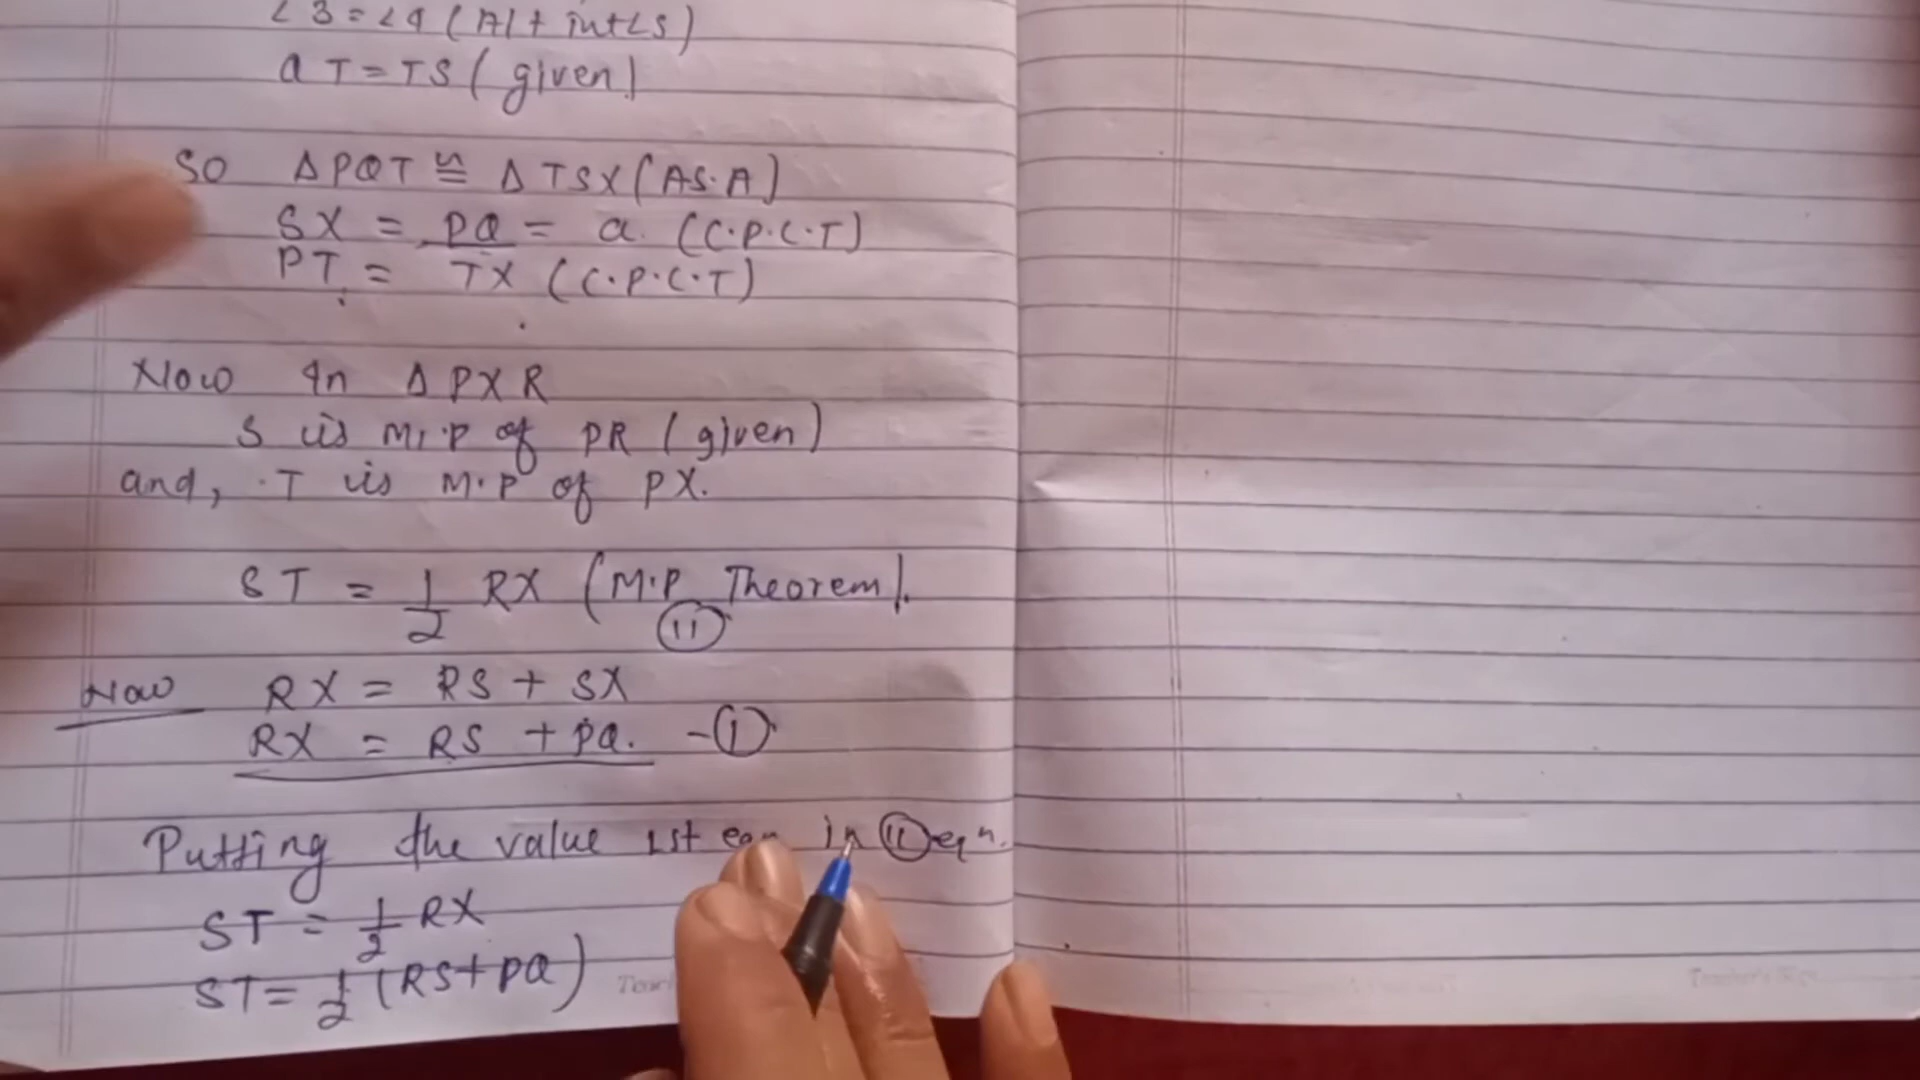 ∠3 = ∠4 (Alt int∠s)
QT = TS (given)
SO ΔPQT ≅ ΔTSX (AS.A)
SX = PQ = a. (C.P.C.T)
PT = TX (C.P.C.T)
Now In ΔPXR
S is M.P of PR (given)
and, T is M.P of PX.
ST = 1/2 RX (M.P Theorem).
(11)
Now RX = RS + SX
RX = RS + PQ. -(1)
Putting the value 1st eqn in (11) eqn.
ST = 1/2 RX
ST = 1/2 (RS + PQ)
Teacher's